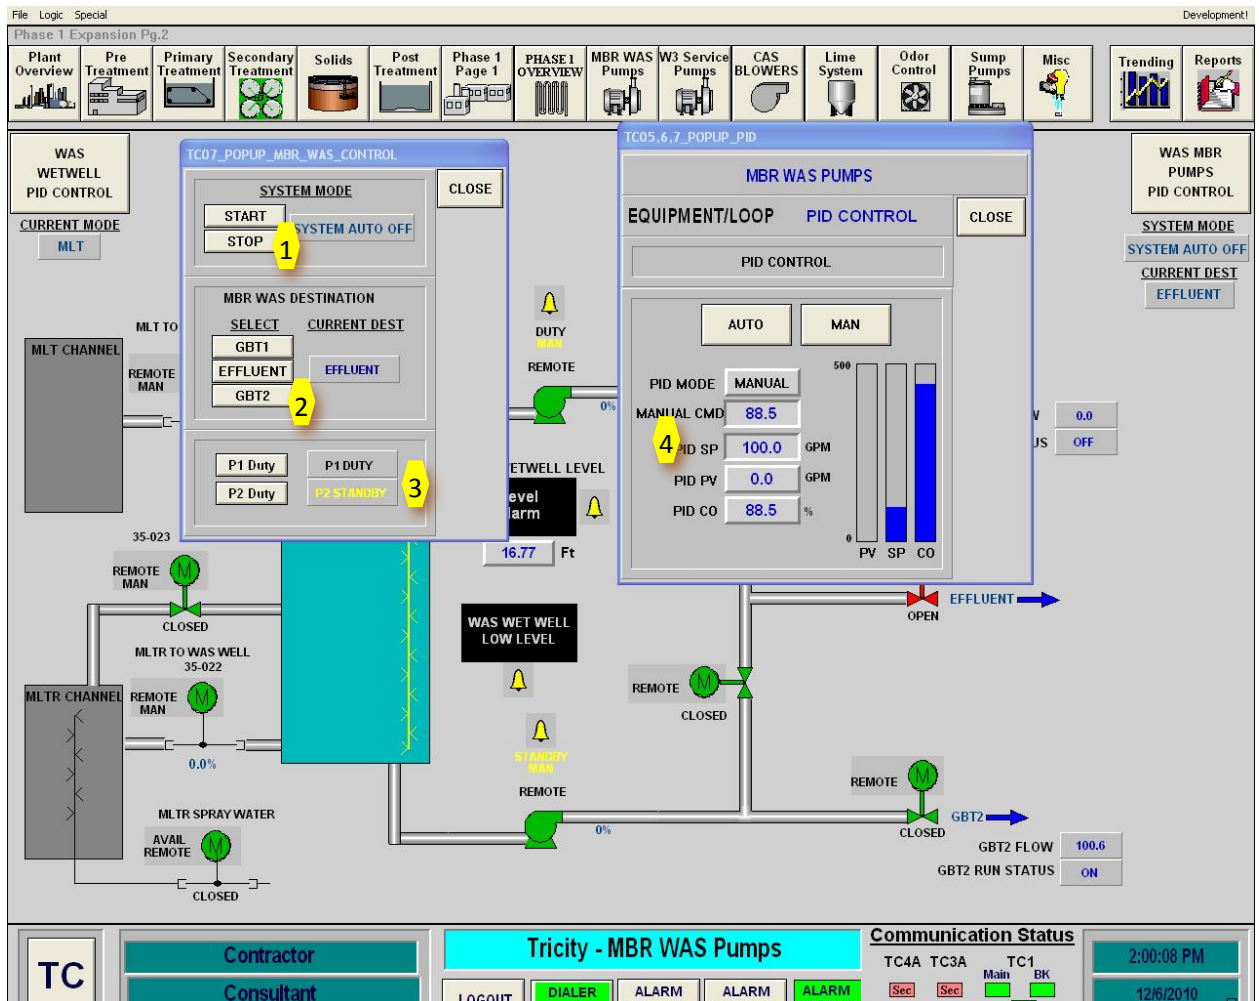 File Logic Special Development!
Phase 1 Expansion Pg.2
Plant Overview
Pre Treatment
Primary Treatment
Secondary Treatment
Solids
Post Treatment
Phase 1 Page 1
PHASE 1 OVERVIEW
MBR WAS Pumps
W3 Service Pumps
CAS BLOWERS
Lime System
Odor Control
Sump Pumps
Misc
Trending
Reports
WAS
WETWELL
PID CONTROL
CURRENT MODE
MLT
TC07_POPUP_MBR_WAS_CONTROL
SYSTEM MODE
CLOSE
START
STOP
SYSTEM AUTO OFF
1
MBR WAS DESTINATION
SELECT CURRENT DEST
GBT1
EFFLUENT EFFLUENT
GBT2
2
P1 Duty P1 DUTY
P2 Duty P2 STANDBY
3
TC05,6,7_POPUP_PID
MBR WAS PUMPS
EQUIPMENT/LOOP PID CONTROL
CLOSE
PID CONTROL
AUTO MAN
500
PID MODE MANUAL
MANUAL CMD 88.5
4
PID SP 100.0 GPM
PID PV 0.0 GPM
PID CO 88.5 %
0
PV SP CO
WAS MBR
PUMPS
PID CONTROL
SYSTEM MODE
SYSTEM AUTO OFF
CURRENT DEST
EFFLUENT
MLT TO
MLT CHANNEL
REMOTE
MAN
DUTY
MAN
REMOTE
0%
0.0
OFF
LEVEL
16.77 Ft
35-023
REMOTE
MAN
CLOSED
MLTR TO WAS WELL
35-022
MLTR CHANNEL
REMOTE
MAN
0.0%
MLTR SPRAY WATER
AVAIL
REMOTE
CLOSED
WAS WET WELL
LOW LEVEL
STANDBY
MAN
REMOTE
0%
EFFLUENT
OPEN
REMOTE
CLOSED
REMOTE
CLOSED
GBT2
GBT2 FLOW 100.6
GBT2 RUN STATUS ON
M
M
M
M
M
TC
Contractor
Consultant
Tricity - MBR WAS Pumps
LOGOUT
DIALER
ALARM
ALARM
ALARM
Communication Status
TC4A TC3A TC1
Main BK
Sec Sec
2:00:08 PM
12/6/2010